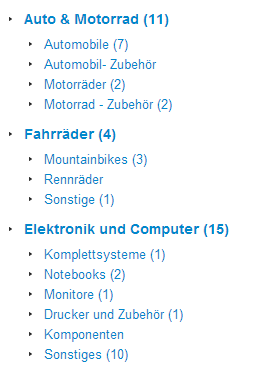 Auto & Motorrad (11)
Automobile (7)
Automobil- Zubehör
Motorräder (2)
Motorrad - Zubehör (2)
Fahrräder (4)
Mountainbikes (3)
Rennräder
Sonstige (1)
Elektronik und Computer (15)
Komplettsysteme (1)
Notebooks (2)
Monitore (1)
Drucker und Zubehör (1)
Komponenten
Sonstiges (10)